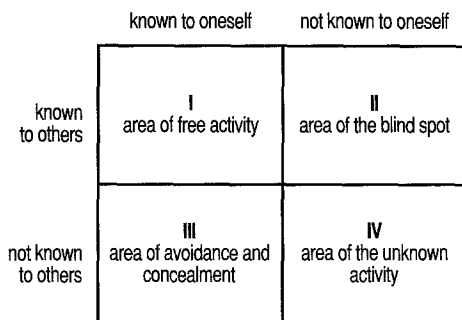 known to oneself
not known to oneself
known
to others
I
area of free activity
II
area of the blind spot
not known
to others
III
area of avoidance and
concealment
IV
area of the unknown
activity